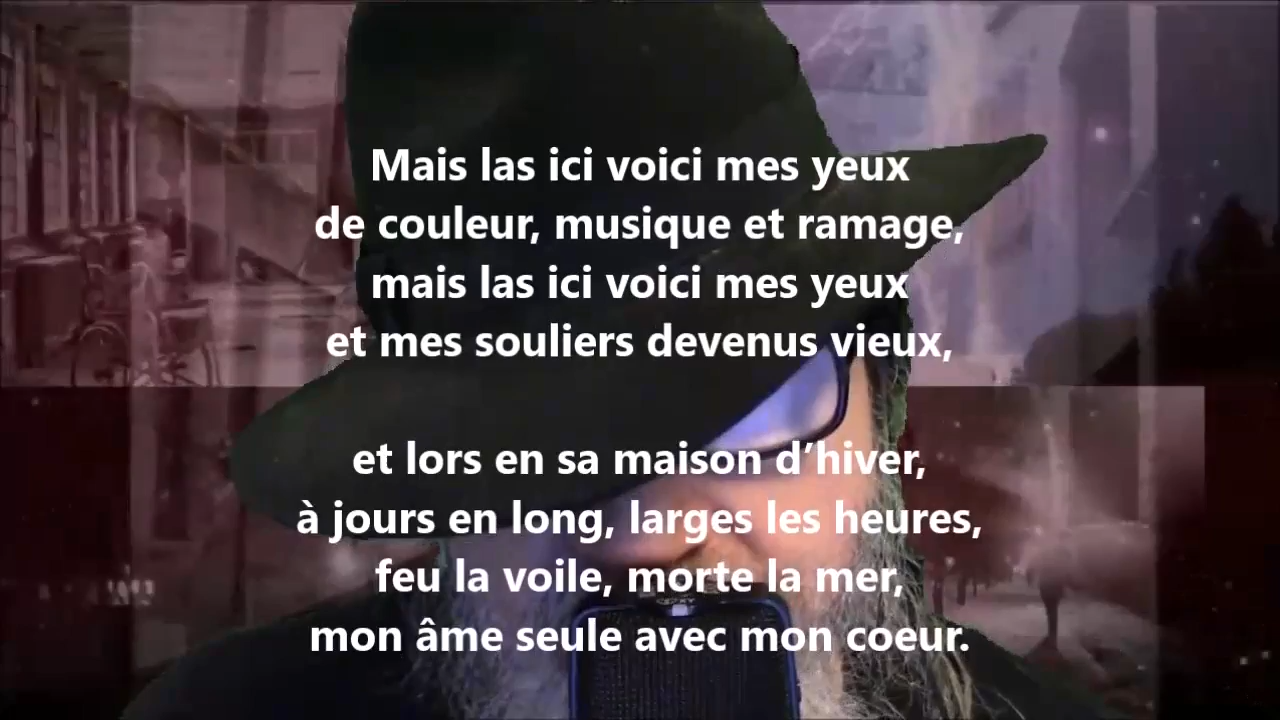 Mais las ici voici mes yeux
de couleur, musique et ramage,
mais las ici voici mes yeux
et mes souliers devenus vieux,
et lors en sa maison d’hiver,
à jours en long, larges les heures,
feu la voile, morte la mer,
mon âme seule avec mon coeur.